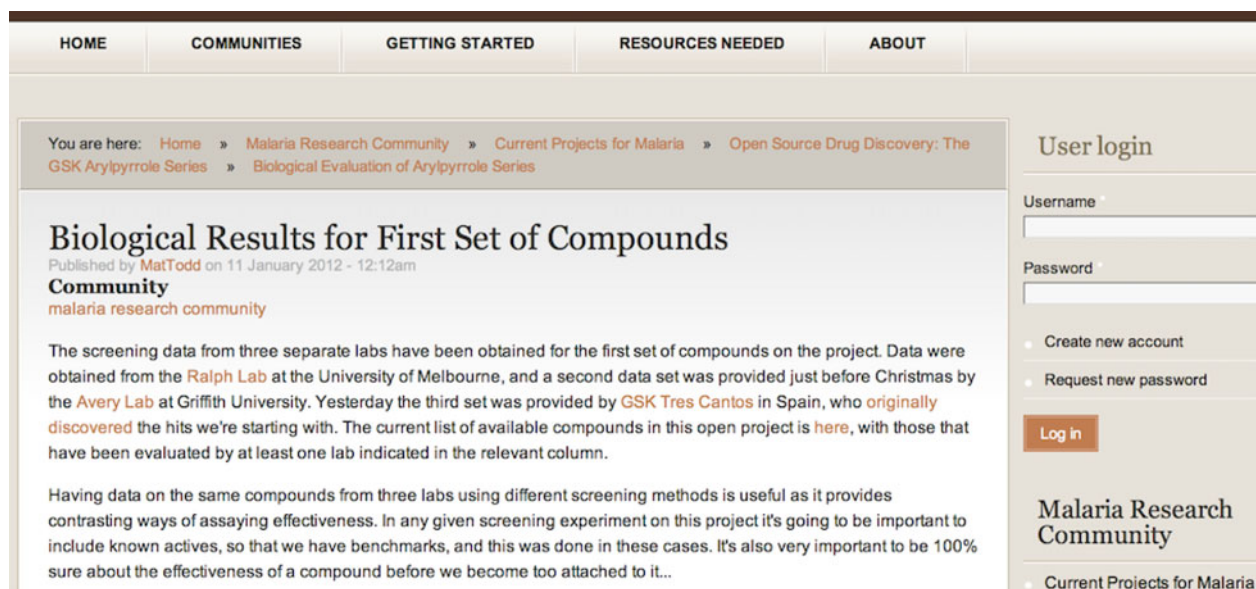 HOME COMMUNITIES GETTING STARTED RESOURCES NEEDED ABOUT
You are here: Home » Malaria Research Community » Current Projects for Malaria » Open Source Drug Discovery: The
GSK Arylpyrrole Series » Biological Evaluation of Arylpyrrole Series
Biological Results for First Set of Compounds
Published by MatTodd on 11 January 2012 - 12:12am
Community
malaria research community
The screening data from three separate labs have been obtained for the first set of compounds on the project. Data were
obtained from the Ralph Lab at the University of Melbourne, and a second data set was provided just before Christmas by
the Avery Lab at Griffith University. Yesterday the third set was provided by GSK Tres Cantos in Spain, who originally
discovered the hits we're starting with. The current list of available compounds in this open project is here, with those that
have been evaluated by at least one lab indicated in the relevant column.
Having data on the same compounds from three labs using different screening methods is useful as it provides
contrasting ways of assaying effectiveness. In any given screening experiment on this project it's going to be important to
include known actives, so that we have benchmarks, and this was done in these cases. It's also very important to be 100%
sure about the effectiveness of a compound before we become too attached to it...
User login
Username *
Password *
Create new account
Request new password
Log in
Malaria Research
Community
Current Projects for Malaria